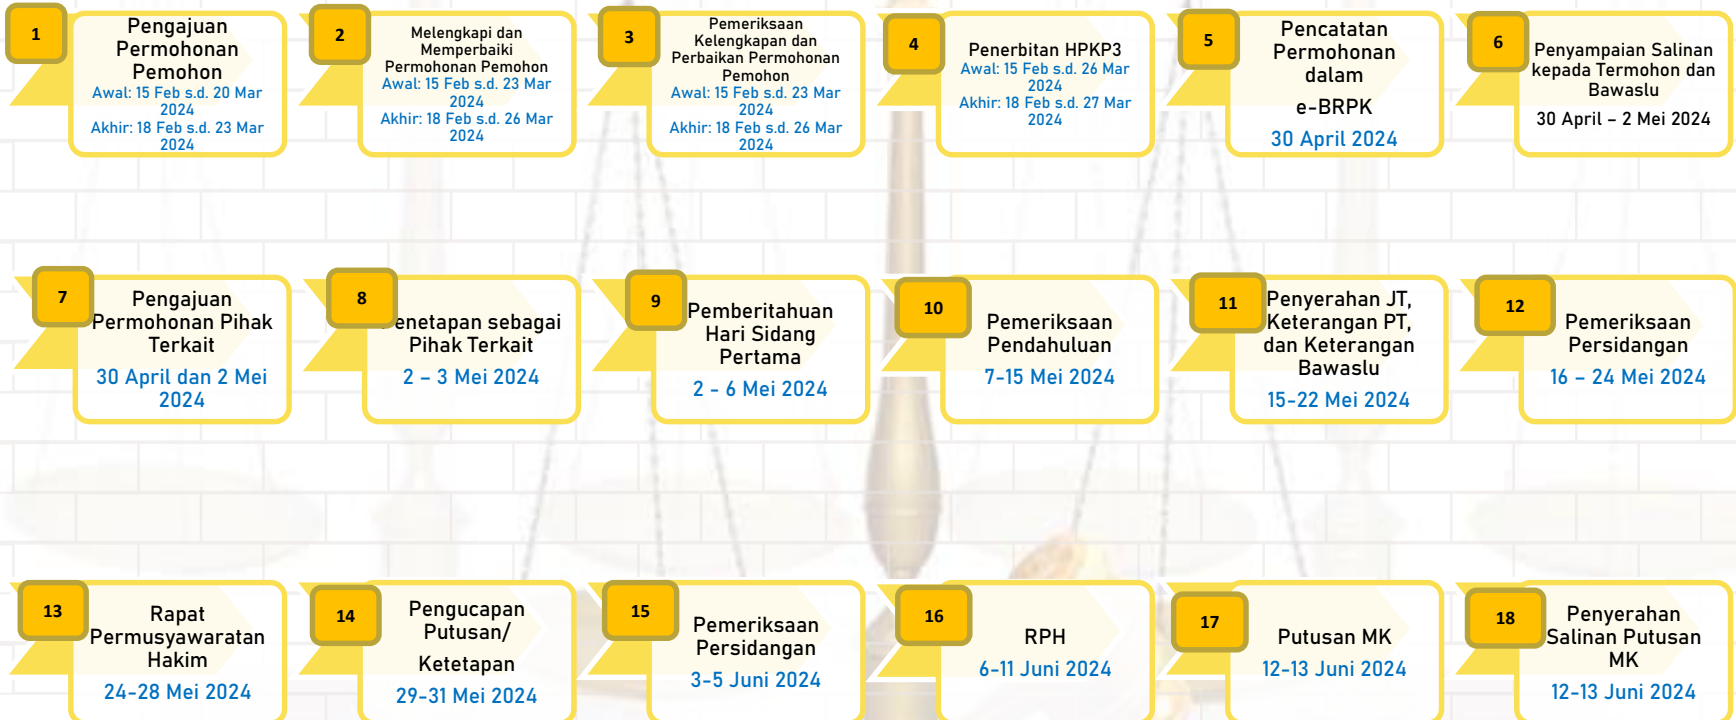 1
Pengajuan
Permohonan
Pemohon
Awal: 15 Feb s.d. 20 Mar
2024
Akhir: 18 Feb s.d. 23 Mar
2024
2
Melengkapi dan
Memperbaiki
Permohonan Pemohon
Awal: 15 Feb s.d. 23 Mar
2024
Akhir: 18 Feb s.d. 26 Mar
2024
3
Pemeriksaan
Kelengkapan dan
Perbaikan Permohonan
Pemohon
Awal: 15 Feb s.d. 23 Mar
2024
Akhir: 18 Feb s.d. 26 Mar
2024
4
Penerbitan HPKP3
Awal: 15 Feb s.d. 26 Mar
2024
Akhir: 18 Feb s.d. 27 Mar
2024
5
Pencatatan
Permohonan
dalam
e-BRPK
30 April 2024
6
Penyampaian Salinan
kepada Termohon dan
Bawaslu
30 April – 2 Mei 2024
7
Pengajuan
Permohonan Pihak
Terkait
30 April dan 2 Mei
2024
8
enetapan sebagai
Pihak Terkait
2 – 3 Mei 2024
9
Pemberitahuan
Hari Sidang
Pertama
2 - 6 Mei 2024
10
Pemeriksaan
Pendahuluan
7-15 Mei 2024
11
Penyerahan JT,
Keterangan PT,
dan Keterangan
Bawaslu
15-22 Mei 2024
12
Pemeriksaan
Persidangan
16 – 24 Mei 2024
13
Rapat
Permusyawaratan
Hakim
24-28 Mei 2024
14
Pengucapan
Putusan/
Ketetapan
29-31 Mei 2024
15
Pemeriksaan
Persidangan
3-5 Juni 2024
16
RPH
6-11 Juni 2024
17
Putusan MK
12-13 Juni 2024
18
Penyerahan
Salinan Putusan
MK
12-13 Juni 2024